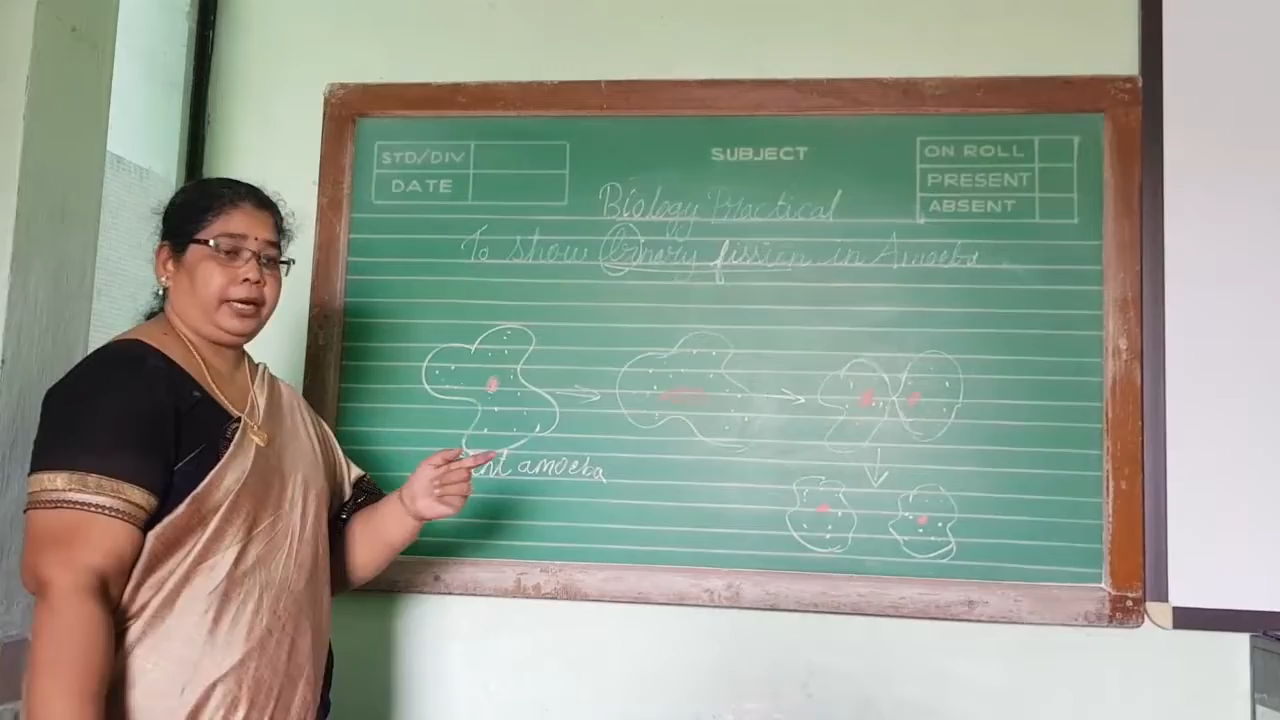 STD/DIV
DATE
SUBJECT
ON ROLL
PRESENT
ABSENT
Biology Practical
To show binary fission in Amoeba
amoeba